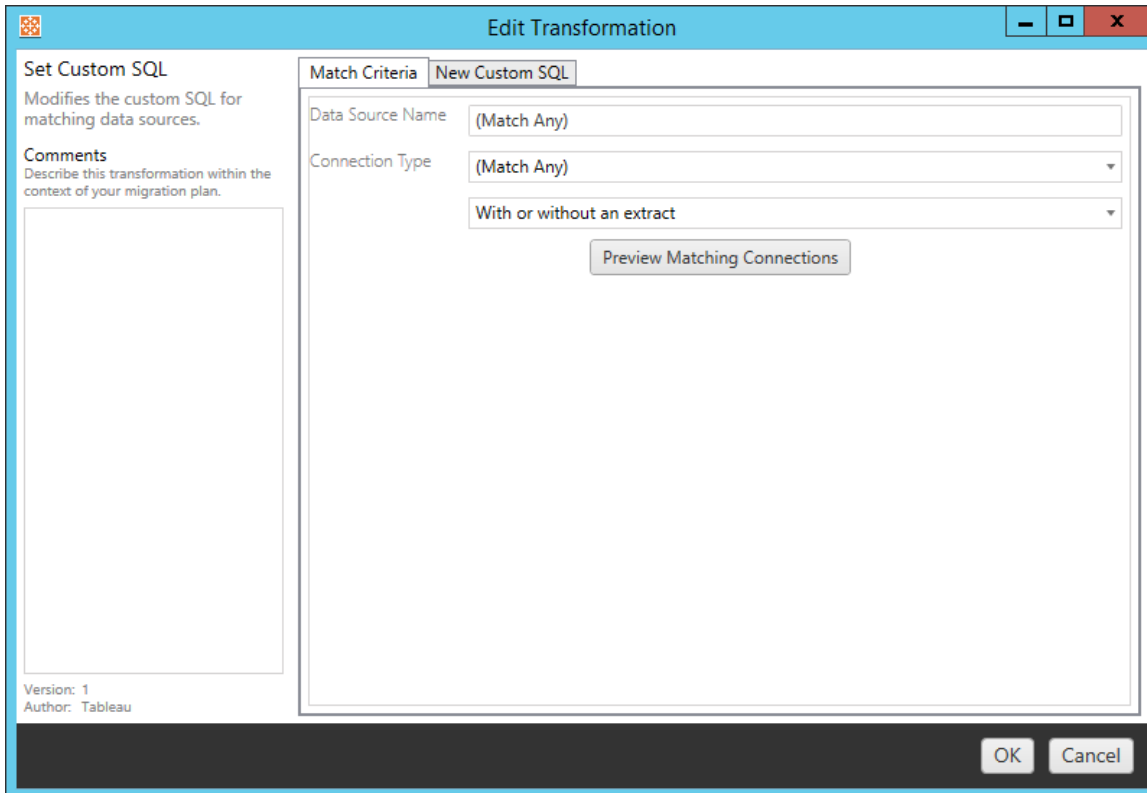 Edit Transformation
X
Set Custom SQL
Modifies the custom SQL for
matching data sources.
Comments
Describe this transformation within the
context of your migration plan.
Version: 1
Author: Tableau
Match Criteria
New Custom SQL
Data Source Name
(Match Any)
Connection Type
(Match Any)
With or without an extract
Preview Matching Connections
OK
Cancel